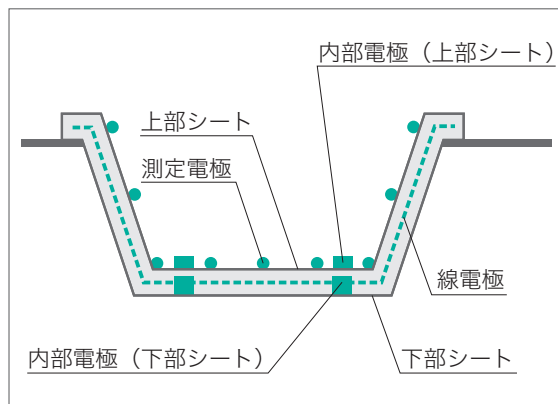 内部電極（上部シート）
上部シート
測定電極
線電極
内部電極（下部シート）
下部シート